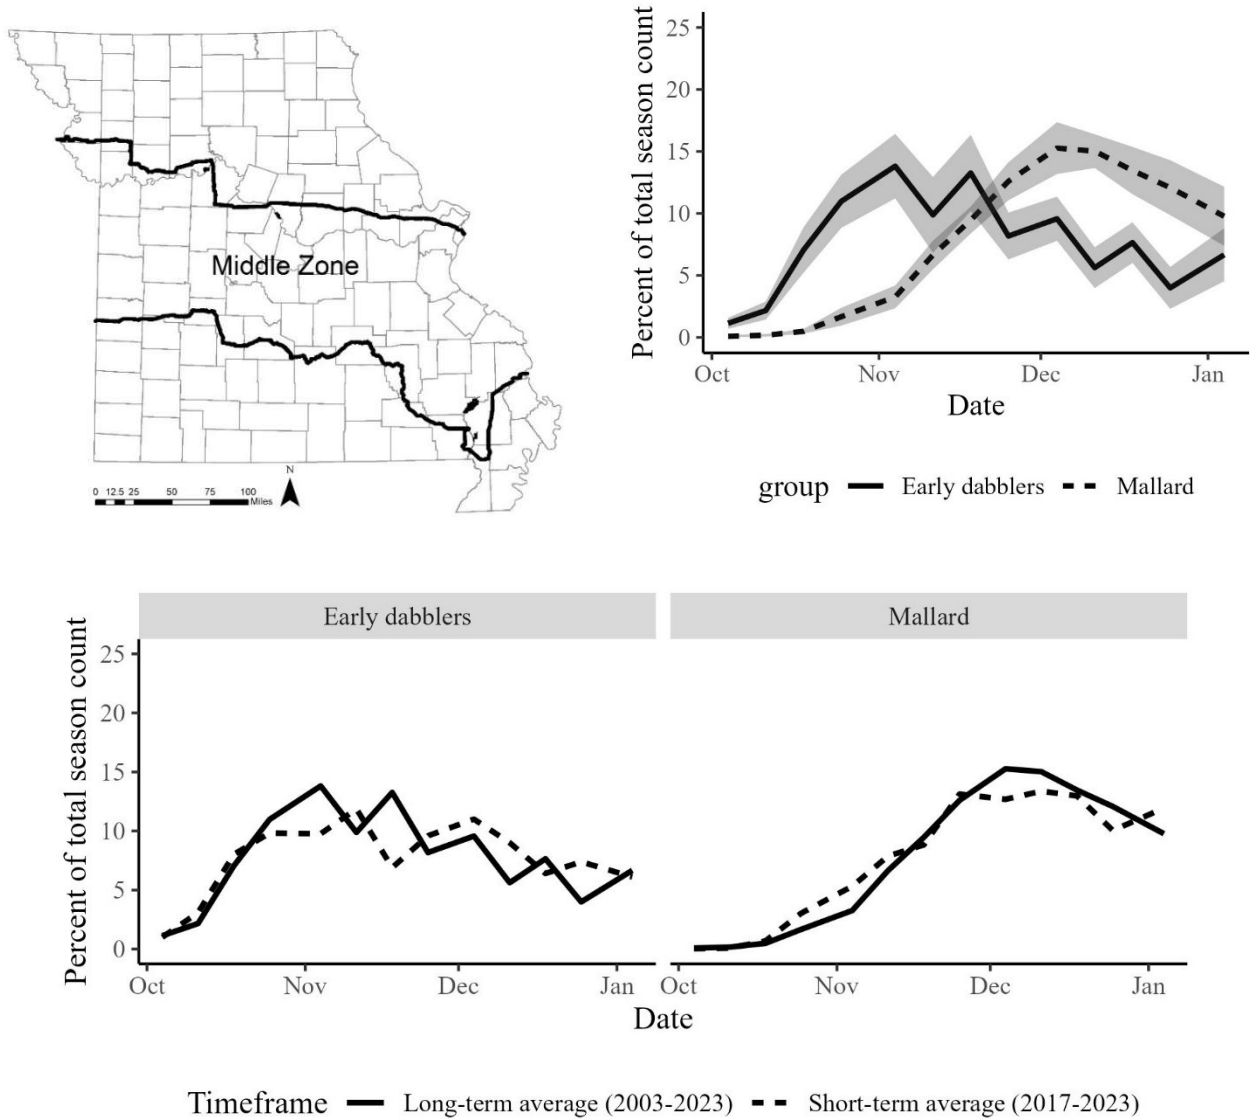 Middle Zone
N
0 12.5 25 50 75 100
Miles
Percent of total season count
25
20
15
10
5
0
Oct Nov Dec Jan
Date
group Early dabblers Mallard
Early dabblers Mallard
Percent of total season count
25
20
15
10
5
0
Oct Nov Dec Jan Oct Nov Dec Jan
Date
Timeframe Long-term average (2003-2023) Short-term average (2017-2023)